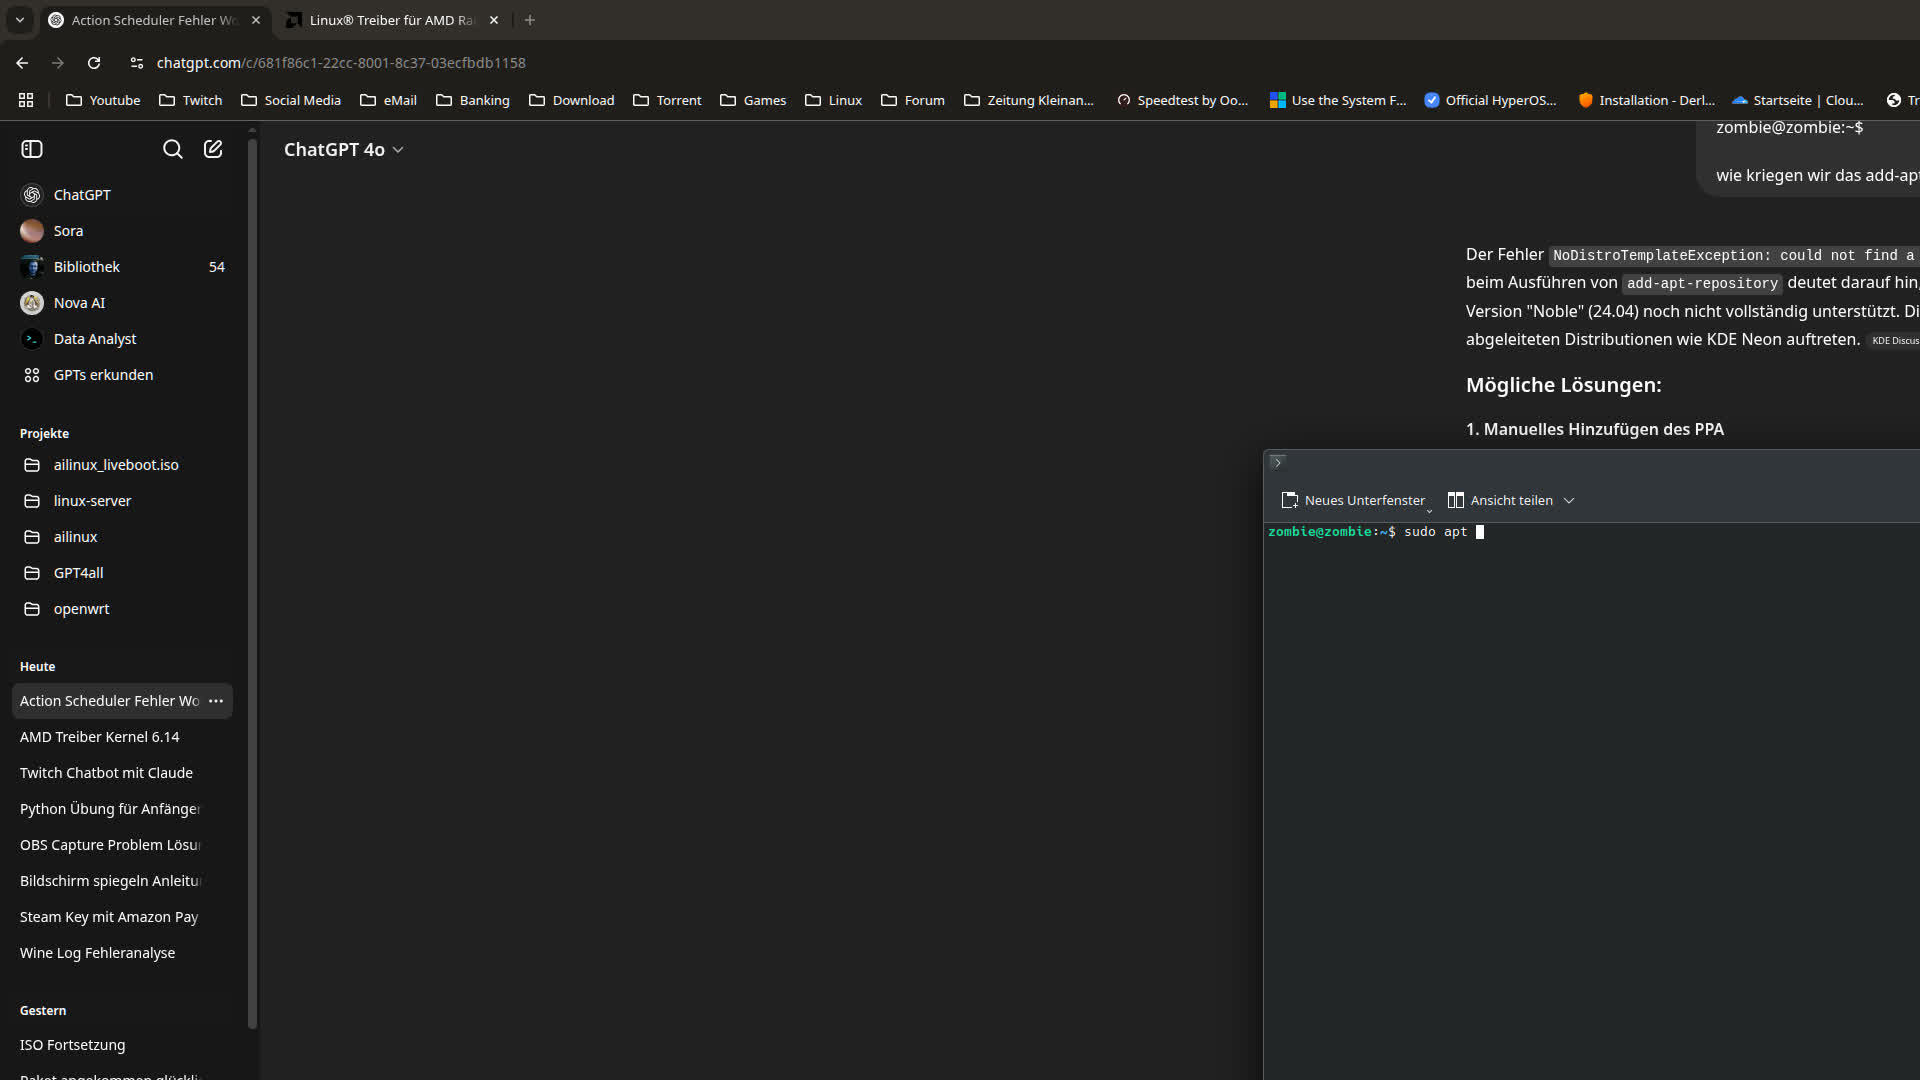 Action Scheduler Fehler Wo
Linux® Treiber für AMD Ra
chatgpt.com/c/681f86c1-22cc-8001-8c37-03ecfbdb1158
Youtube Twitch Social Media eMail Banking Download Torrent Games Linux Forum Zeitung Kleinan... Speedtest by Oo... Use the System F... Official HyperOS... Installation - Derl... Startseite | Clou... Tr
ChatGPT 4o
ChatGPT
Sora
Bibliothek 54
Nova AI
Data Analyst
GPTs erkunden
Projekte
ailinux_liveboot.iso
linux-server
ailinux
GPT4all
openwrt
Heute
Action Scheduler Fehler Wo
AMD Treiber Kernel 6.14
Twitch Chatbot mit Claude
Python Übung für Anfänger
OBS Capture Problem Lösu
Bildschirm spiegeln Anleitu
Steam Key mit Amazon Pay
Wine Log Fehleranalyse
Gestern
ISO Fortsetzung
zombie@zombie:~$
wie kriegen wir das add-apt
Der Fehler NoDistroTemplateException: could not find a
beim Ausführen von add-apt-repository deutet darauf hin,
Version "Noble" (24.04) noch nicht vollständig unterstützt. Di
abgeleiteten Distributionen wie KDE Neon auftreten. KDE Discus
Mögliche Lösungen:
1. Manuelles Hinzufügen des PPA
Neues Unterfenster Ansicht teilen
zombie@zombie:~$ sudo apt